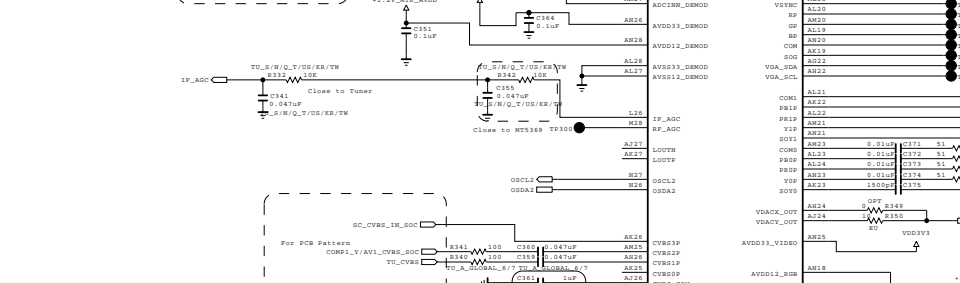 ADCINN_DEMOD
VSYNC
AL20
RP
C351
0.1uF
C364
0.1uF
AN26
AVDD33_DEMOD
AM20
GP
AL19
BP
AN28
AVDD12_DEMOD
AN20
COM
AK19
SOG
TU_S/N/Q_T/US/KR/TW
TU_S/N/Q_T/US/KR/TW
AL28
AVSS33_DEMOD
AG22
VGA_SDA
IF_AGC
R332
10K
R342
10K
AL27
AVSS12_DEMOD
AH22
VGA_SCL
Close to Tuner
C341
0.047uF
C355
0.047uF
TU_S/N/Q_T/US/KR/TW
_S/N/Q_T/US/KR/TW
AL21
COM1
AK22
PB1P
L26
IF_AGC
AL22
PR1P
Close to MT5369
TP300
M28
RF_AGC
AM21
Y1P
AN21
SOY1
AJ27
LOUTN
AM23
COM0
0.01uF
C371
51
AK27
LOUTP
AL23
PB0P
0.01uF
C372
51
AL24
PR0P
0.01uF
C373
51
OSCL2
N27
OSCL2
AN23
Y0P
0.01uF
C374
51
OSDA2
N26
OSDA2
AK23
SOY0
1500pF
C375
OPT
VDACX_OUT
AH24
0
R349
VDACY_OUT
AJ24
R350
EU
SC_CVBS_IN_SOC
VDD3V3
For PCB Pattern
AK26
CVBS3P
AVDD33_VIDEO
AN25
COMP1_Y/AV1_CVBS_SOC
R341
100
C360
0.047uF
AM25
CVBS2P
TU_CVBS
R340
100
C359
0.047uF
AH26
CVBS1P
TU_A_GLOBAL_6/7
TU_A_GLOBAL_6/7
AK25
CVBS0P
AVDD12_RGB
AN18
C361
1uF
AJ26